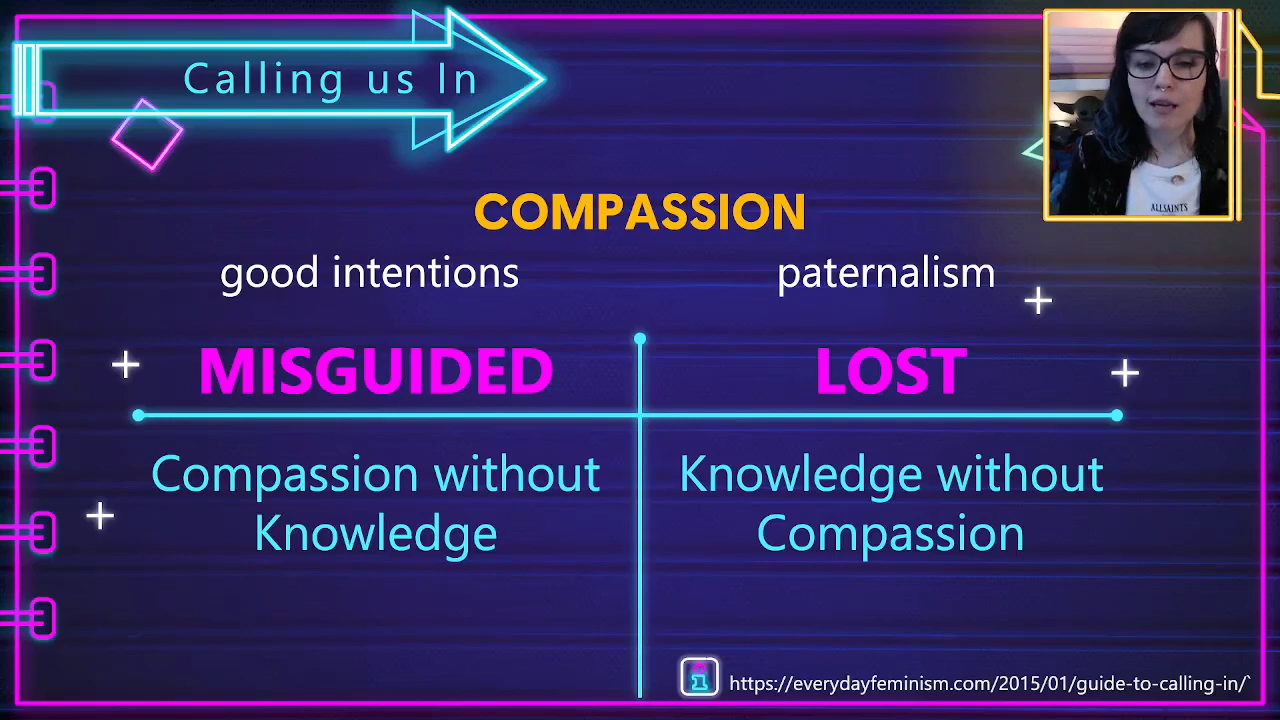 Calling us In
ALLSAINTS
COMPASSION
good intentions
paternalism
MISGUIDED
LOST
Compassion without
Knowledge
Knowledge without
Compassion
https://everydayfeminism.com/2015/01/guide-to-calling-in/`